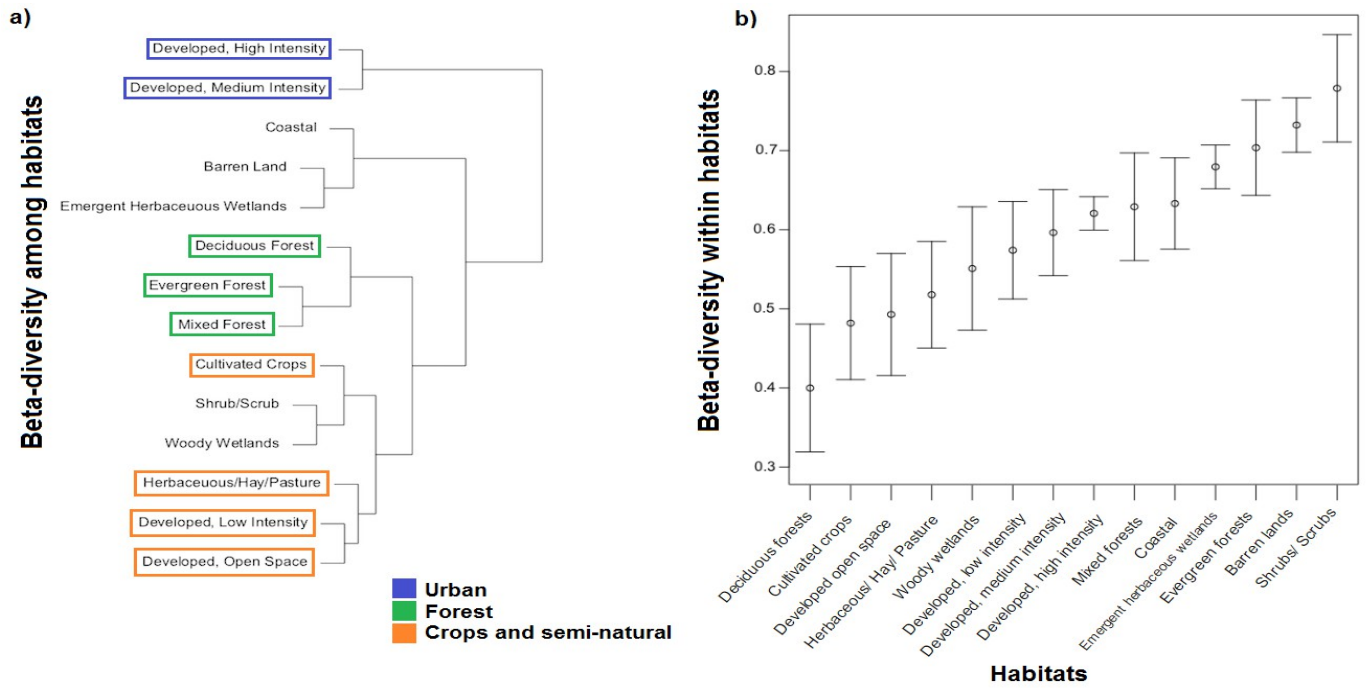 a)
Beta-diversity among habitats
Developed, High Intensity
Developed, Medium Intensity
Coastal
Barren Land
Emergent Herbaceuous Wetlands
Deciduous Forest
Evergreen Forest
Mixed Forest
Cultivated Crops
Shrub/Scrub
Woody Wetlands
Herbaceuous/Hay/Pasture
Developed, Low Intensity
Developed, Open Space
Urban
Forest
Crops and semi-natural
b)
Beta-diversity within habitats
0.8
0.7
0.6
0.5
0.4
0.3
Deciduous forests
Cultivated crops
Developed open space
Herbaceous/ Hay/ Pasture
Woody wetlands
Developed, low intensity
Developed, medium intensity
Developed, high intensity
Mixed forests
Coastal
Emergent herbaceous wetlands
Evergreen forests
Barren lands
Shrubs/ Scrubs
Habitats